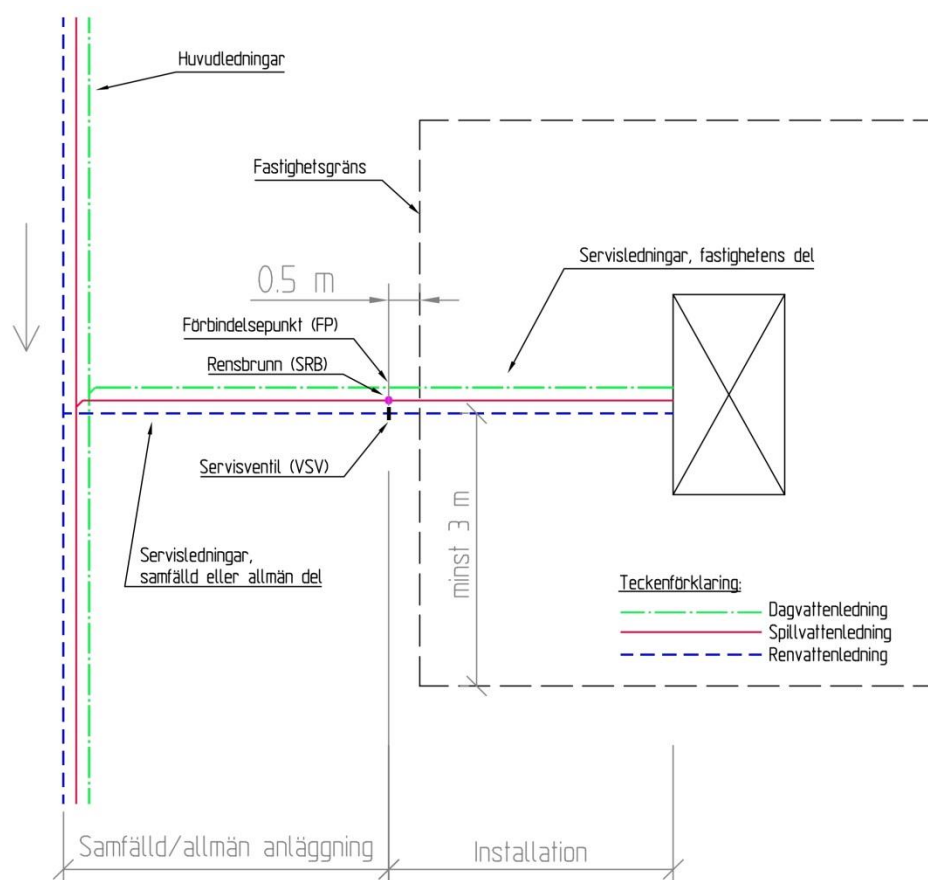 Huvudledningar
Fastighetsgräns
Servisledningar, fastighetens del
0.5 m
Förbindelsepunkt (FP)
Rensbrunn (SRB)
Servisventil (VSV)
minst 3 m
Servisledningar,
samfälld eller allmän del
Teckenförklaring:
Dagvattenledning
Spillvattenledning
Renvattenledning
Samfälld/allmän anläggning
Installation